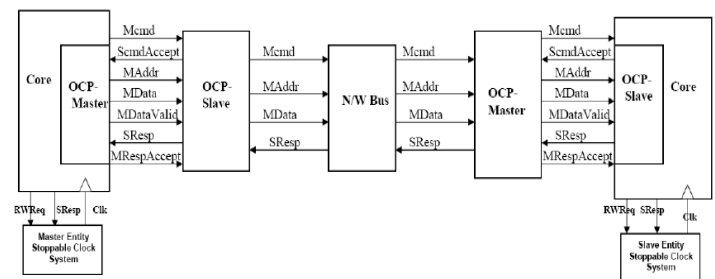 Core
OCP-
Master
Mcmd
ScmdAccept
MAddr
MData
MDataValid
SResp
MRespAccept
OCP-
Slave
Mcmd
MAddr
MData
SResp
N/W Bus
Mcmd
MAddr
MData
SResp
OCP-
Master
Mcmd
ScmdAccept
MAddr
MData
MDataValid
SResp
MRespAccept
OCP-
Slave
Core
RWReq
SResp
Clk
Master Entity
Stoppable Clock
System
RWReq
SResp
Clk
Slave Entity
Stoppable Clock
System